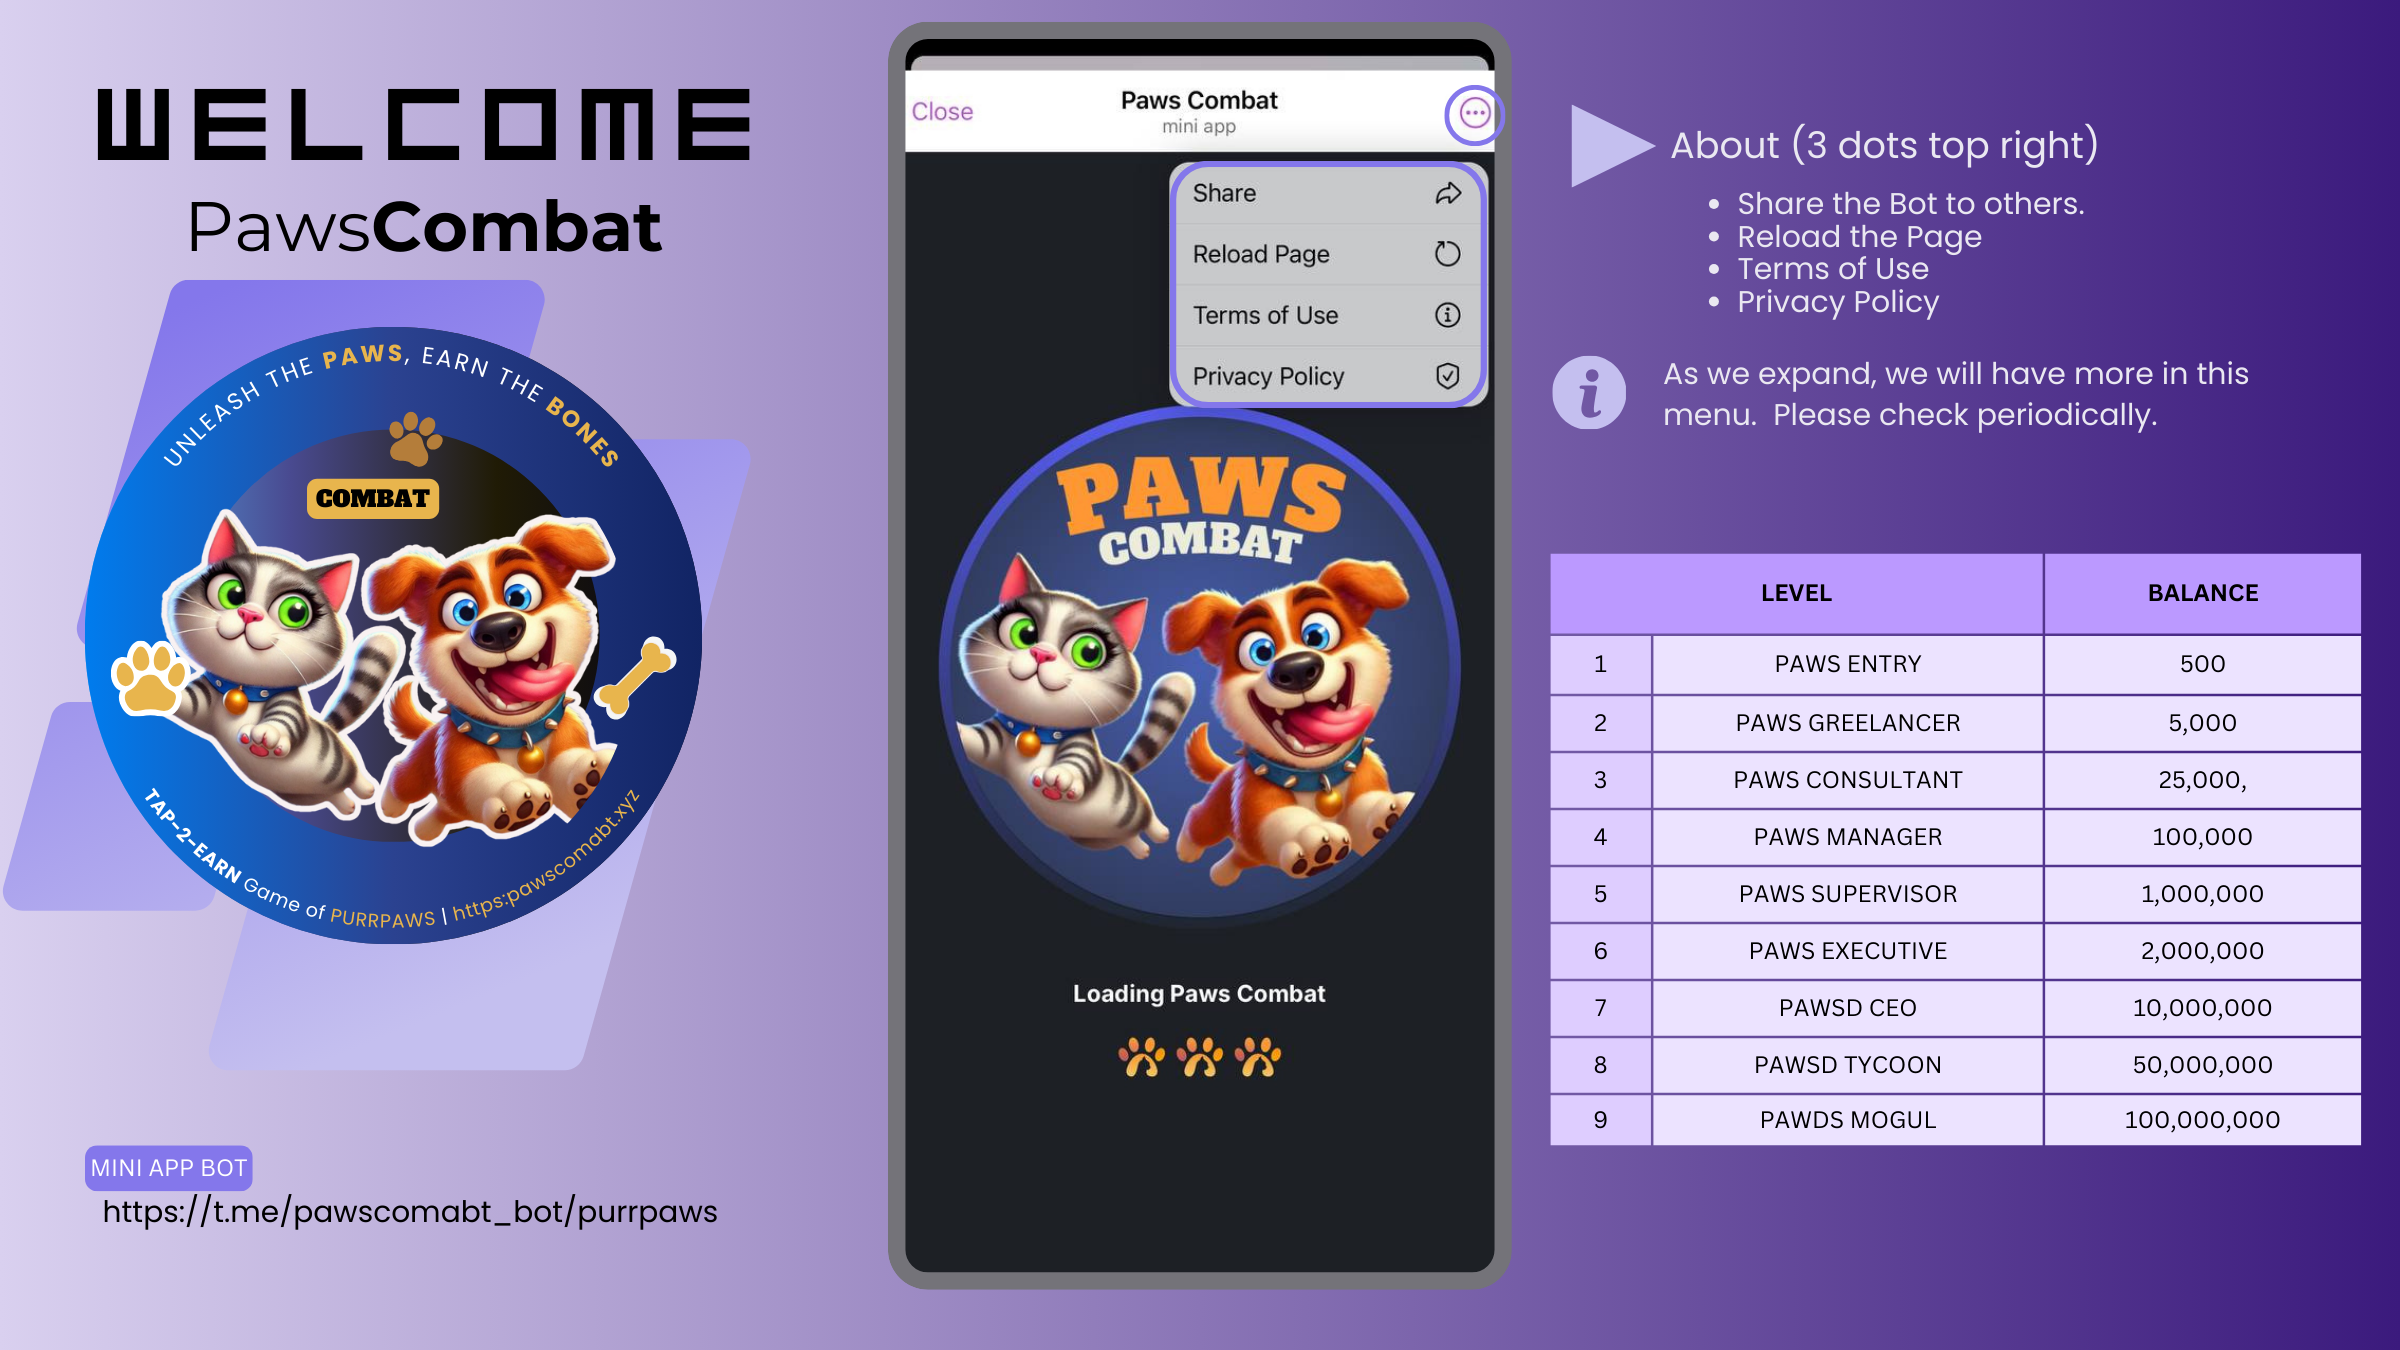 WELCOME
PawsCombat
UNLEASH THE PAWS, EARN THE BONES
COMBAT
TAP-2-EARN Game of PURRPAWS | https:pawscomabt.xyz
MINI APP BOT
https://t.me/pawscomabt_bot/purrpaws
Close
Paws Combat
mini app
Share
Reload Page
Terms of Use
Privacy Policy
PAWS
COMBAT
Loading Paws Combat
About (3 dots top right)
• Share the Bot to others.
• Reload the Page
• Terms of Use
• Privacy Policy
i
As we expand, we will have more in this
menu. Please check periodically.
LEVEL BALANCE
1 PAWS ENTRY 500
2 PAWS GREELANCER 5,000
3 PAWS CONSULTANT 25,000,
4 PAWS MANAGER 100,000
5 PAWS SUPERVISOR 1,000,000
6 PAWS EXECUTIVE 2,000,000
7 PAWSD CEO 10,000,000
8 PAWSD TYCOON 50,000,000
9 PAWDS MOGUL 100,000,000